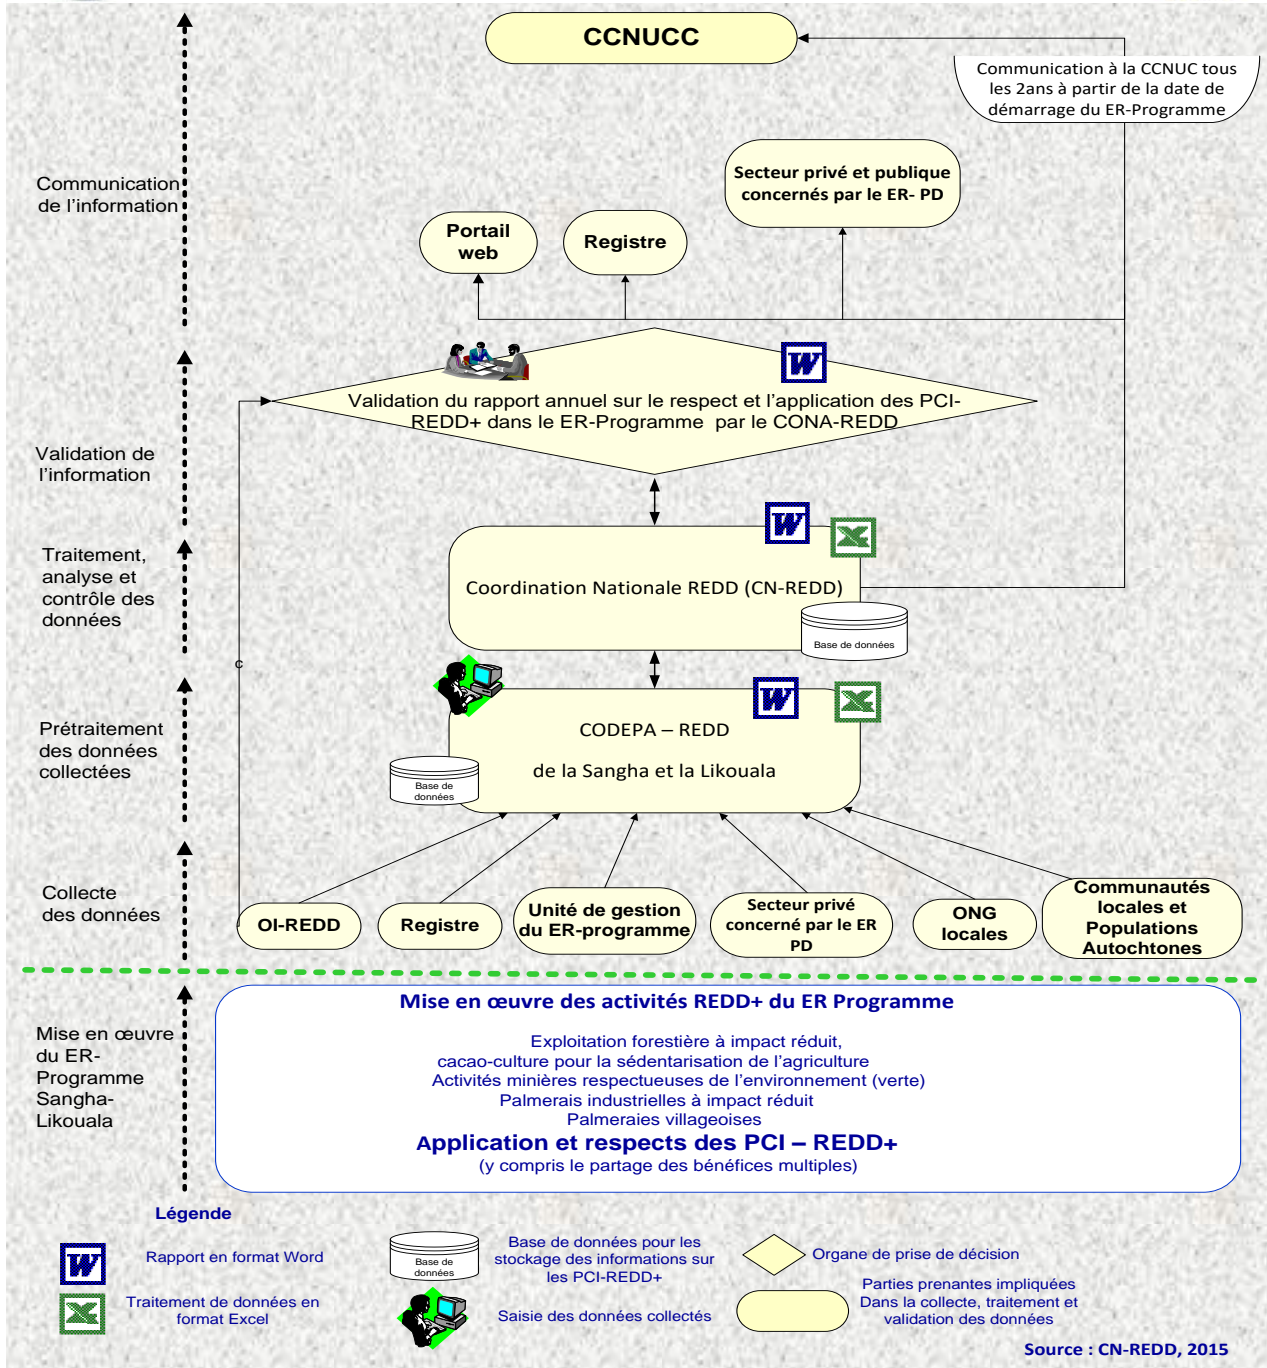 CCNUCC
Communication à la CCNUC tous
les 2ans à partir de la date de
démarrage du ER-Programme
Communication
de l'information
Secteur privé et publique
concernés par le ER- PD
Portail
web
Registre
Validation du rapport annuel sur le respect et l'application des PCI-
REDD+ dans le ER-Programme par le CONA-REDD
Validation de
l'information
Traitement,
analyse et
contrôle des
données
Coordination Nationale REDD (CN-REDD)
Base de données
c
Prétraitement
des données
collectées
CODEPA – REDD
de la Sangha et la Likouala
Base de
données
Collecte
des données
OI-REDD
Registre
Unité de gestion
du ER-programme
Secteur privé
concerné par le ER
PD
ONG
locales
Communautés
locales et
Populations
Autochtones
Mise en œuvre
du ER-
Programme
Sangha-
Likouala
Mise en œuvre des activités REDD+ du ER Programme
Exploitation forestière à impact réduit,
cacao-culture pour la sédentarisation de l'agriculture
Activités minières respectueuses de l'environnement (verte)
Palmerais industrielles à impact réduit
Palmeraies villageoises
Application et respects des PCI – REDD+
(y compris le partage des bénéfices multiples)
Légende
W
Rapport en format Word
Traitement de données en
format Excel
Base de
données
Base de données pour les
stockage des informations sur
les PCI-REDD+
Saisie des données collectés
Organe de prise de décision
Parties prenantes impliquées
Dans la collecte, traitement et
validation des données
Source : CN-REDD, 2015